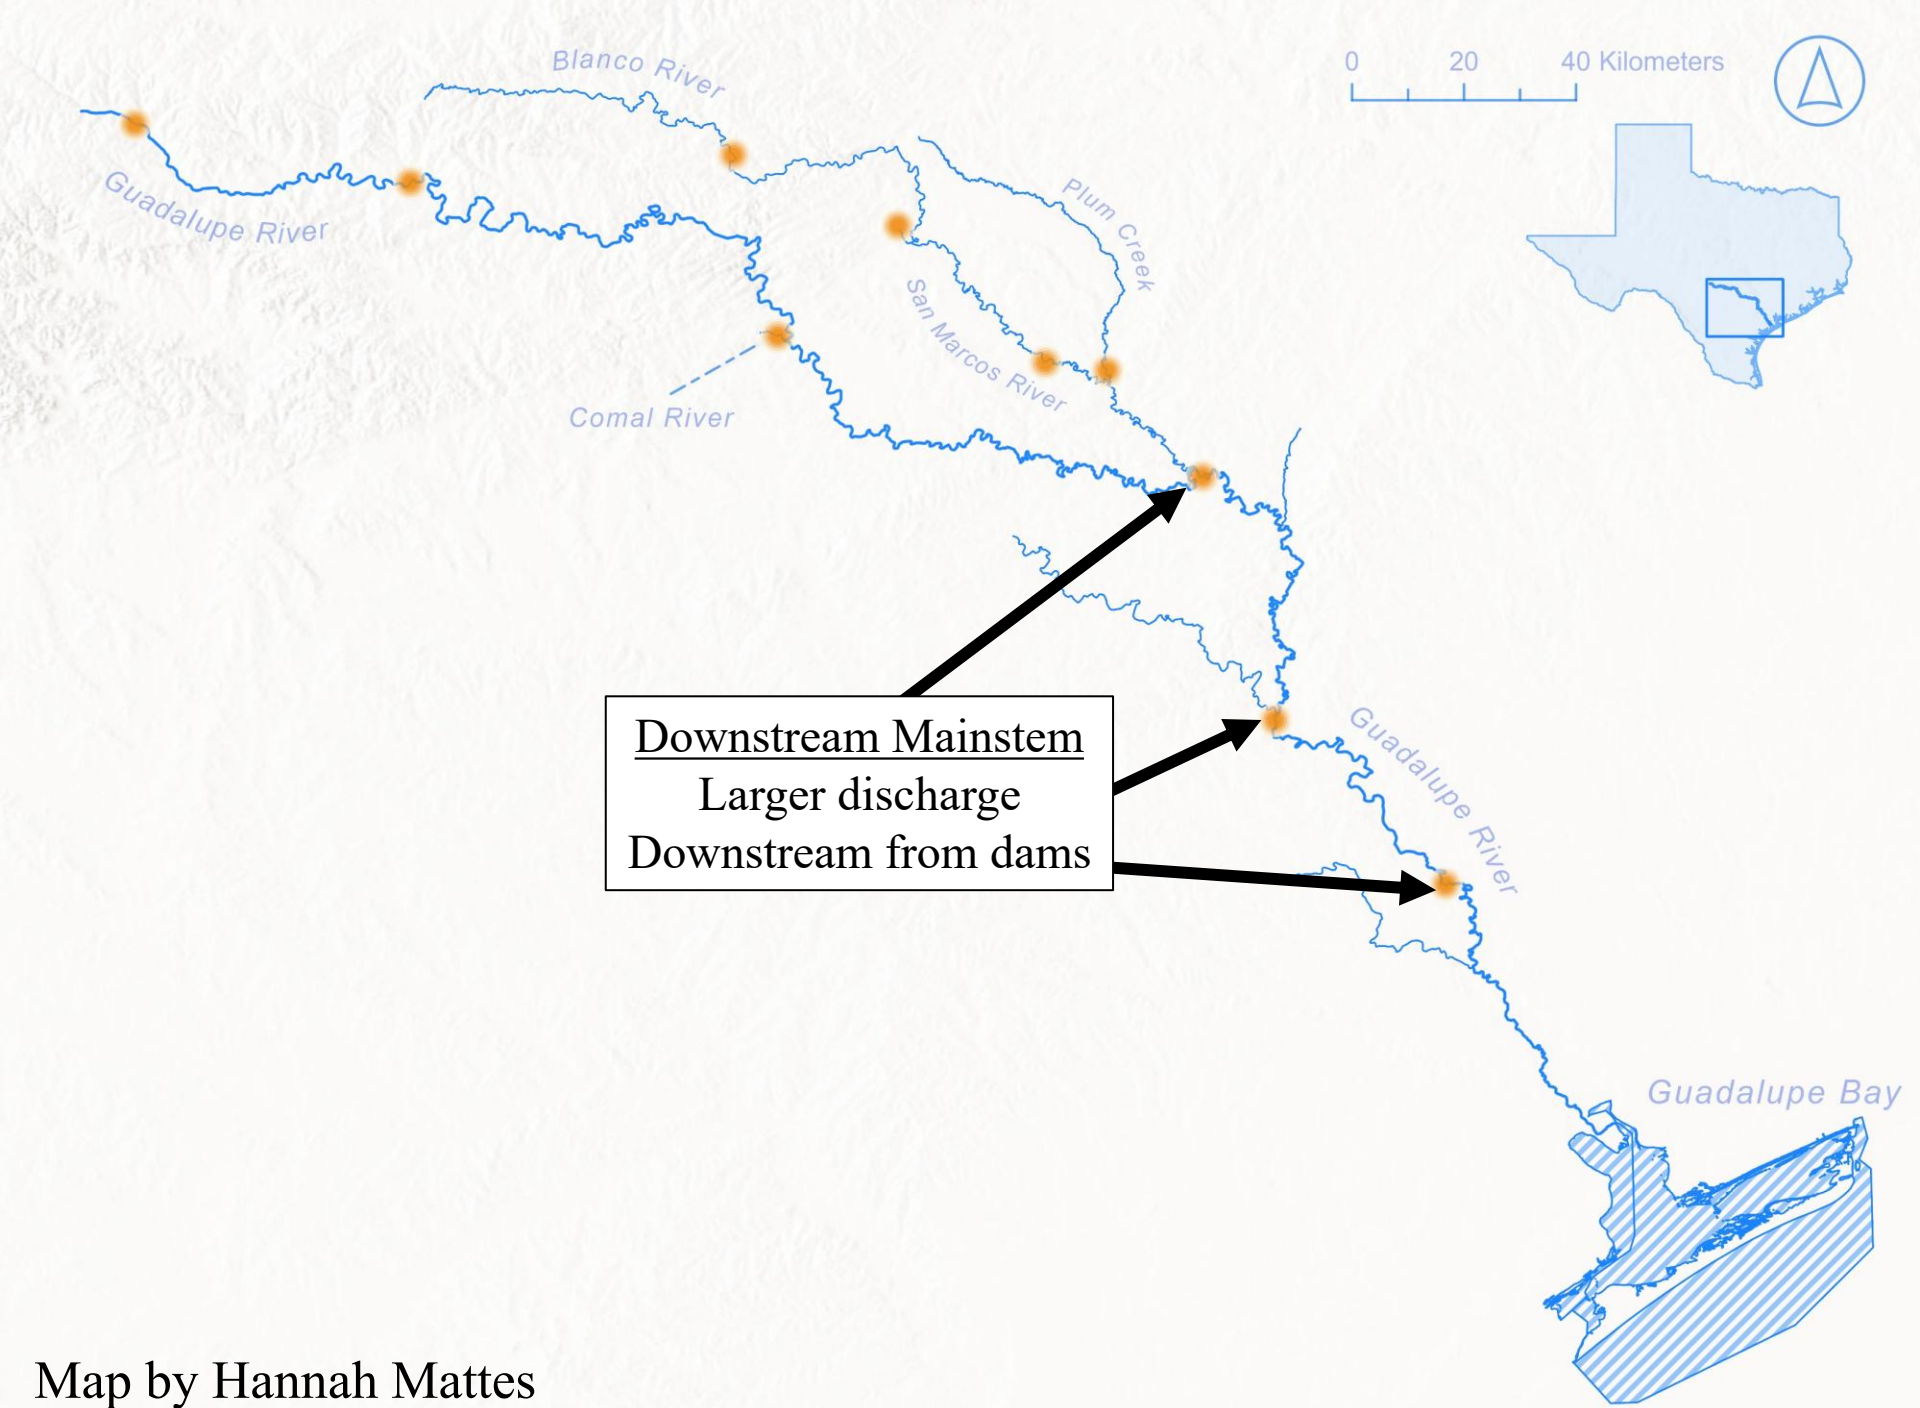 Blanco River
0 20 40 Kilometers
Guadalupe River
Plum Creek
San Marcos River
Comal River
Downstream Mainstem
Larger discharge
Downstream from dams
Guadalupe River
Guadalupe Bay
Map by Hannah Mattes